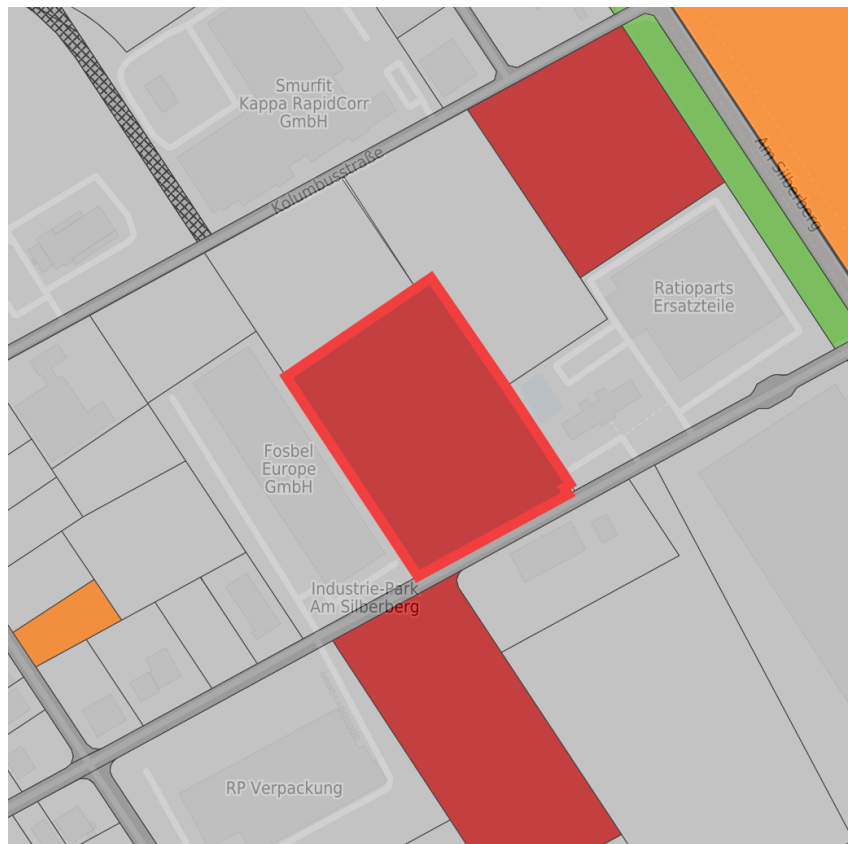 Smurfit
Kappa RapidCorr
GmbH
Kolumbusstraße
Am Silberberg
Ratioparts
Ersatzteile
Fosbel
Europe
GmbH
Industrie-Park
Am Silberberg
RP Verpackung